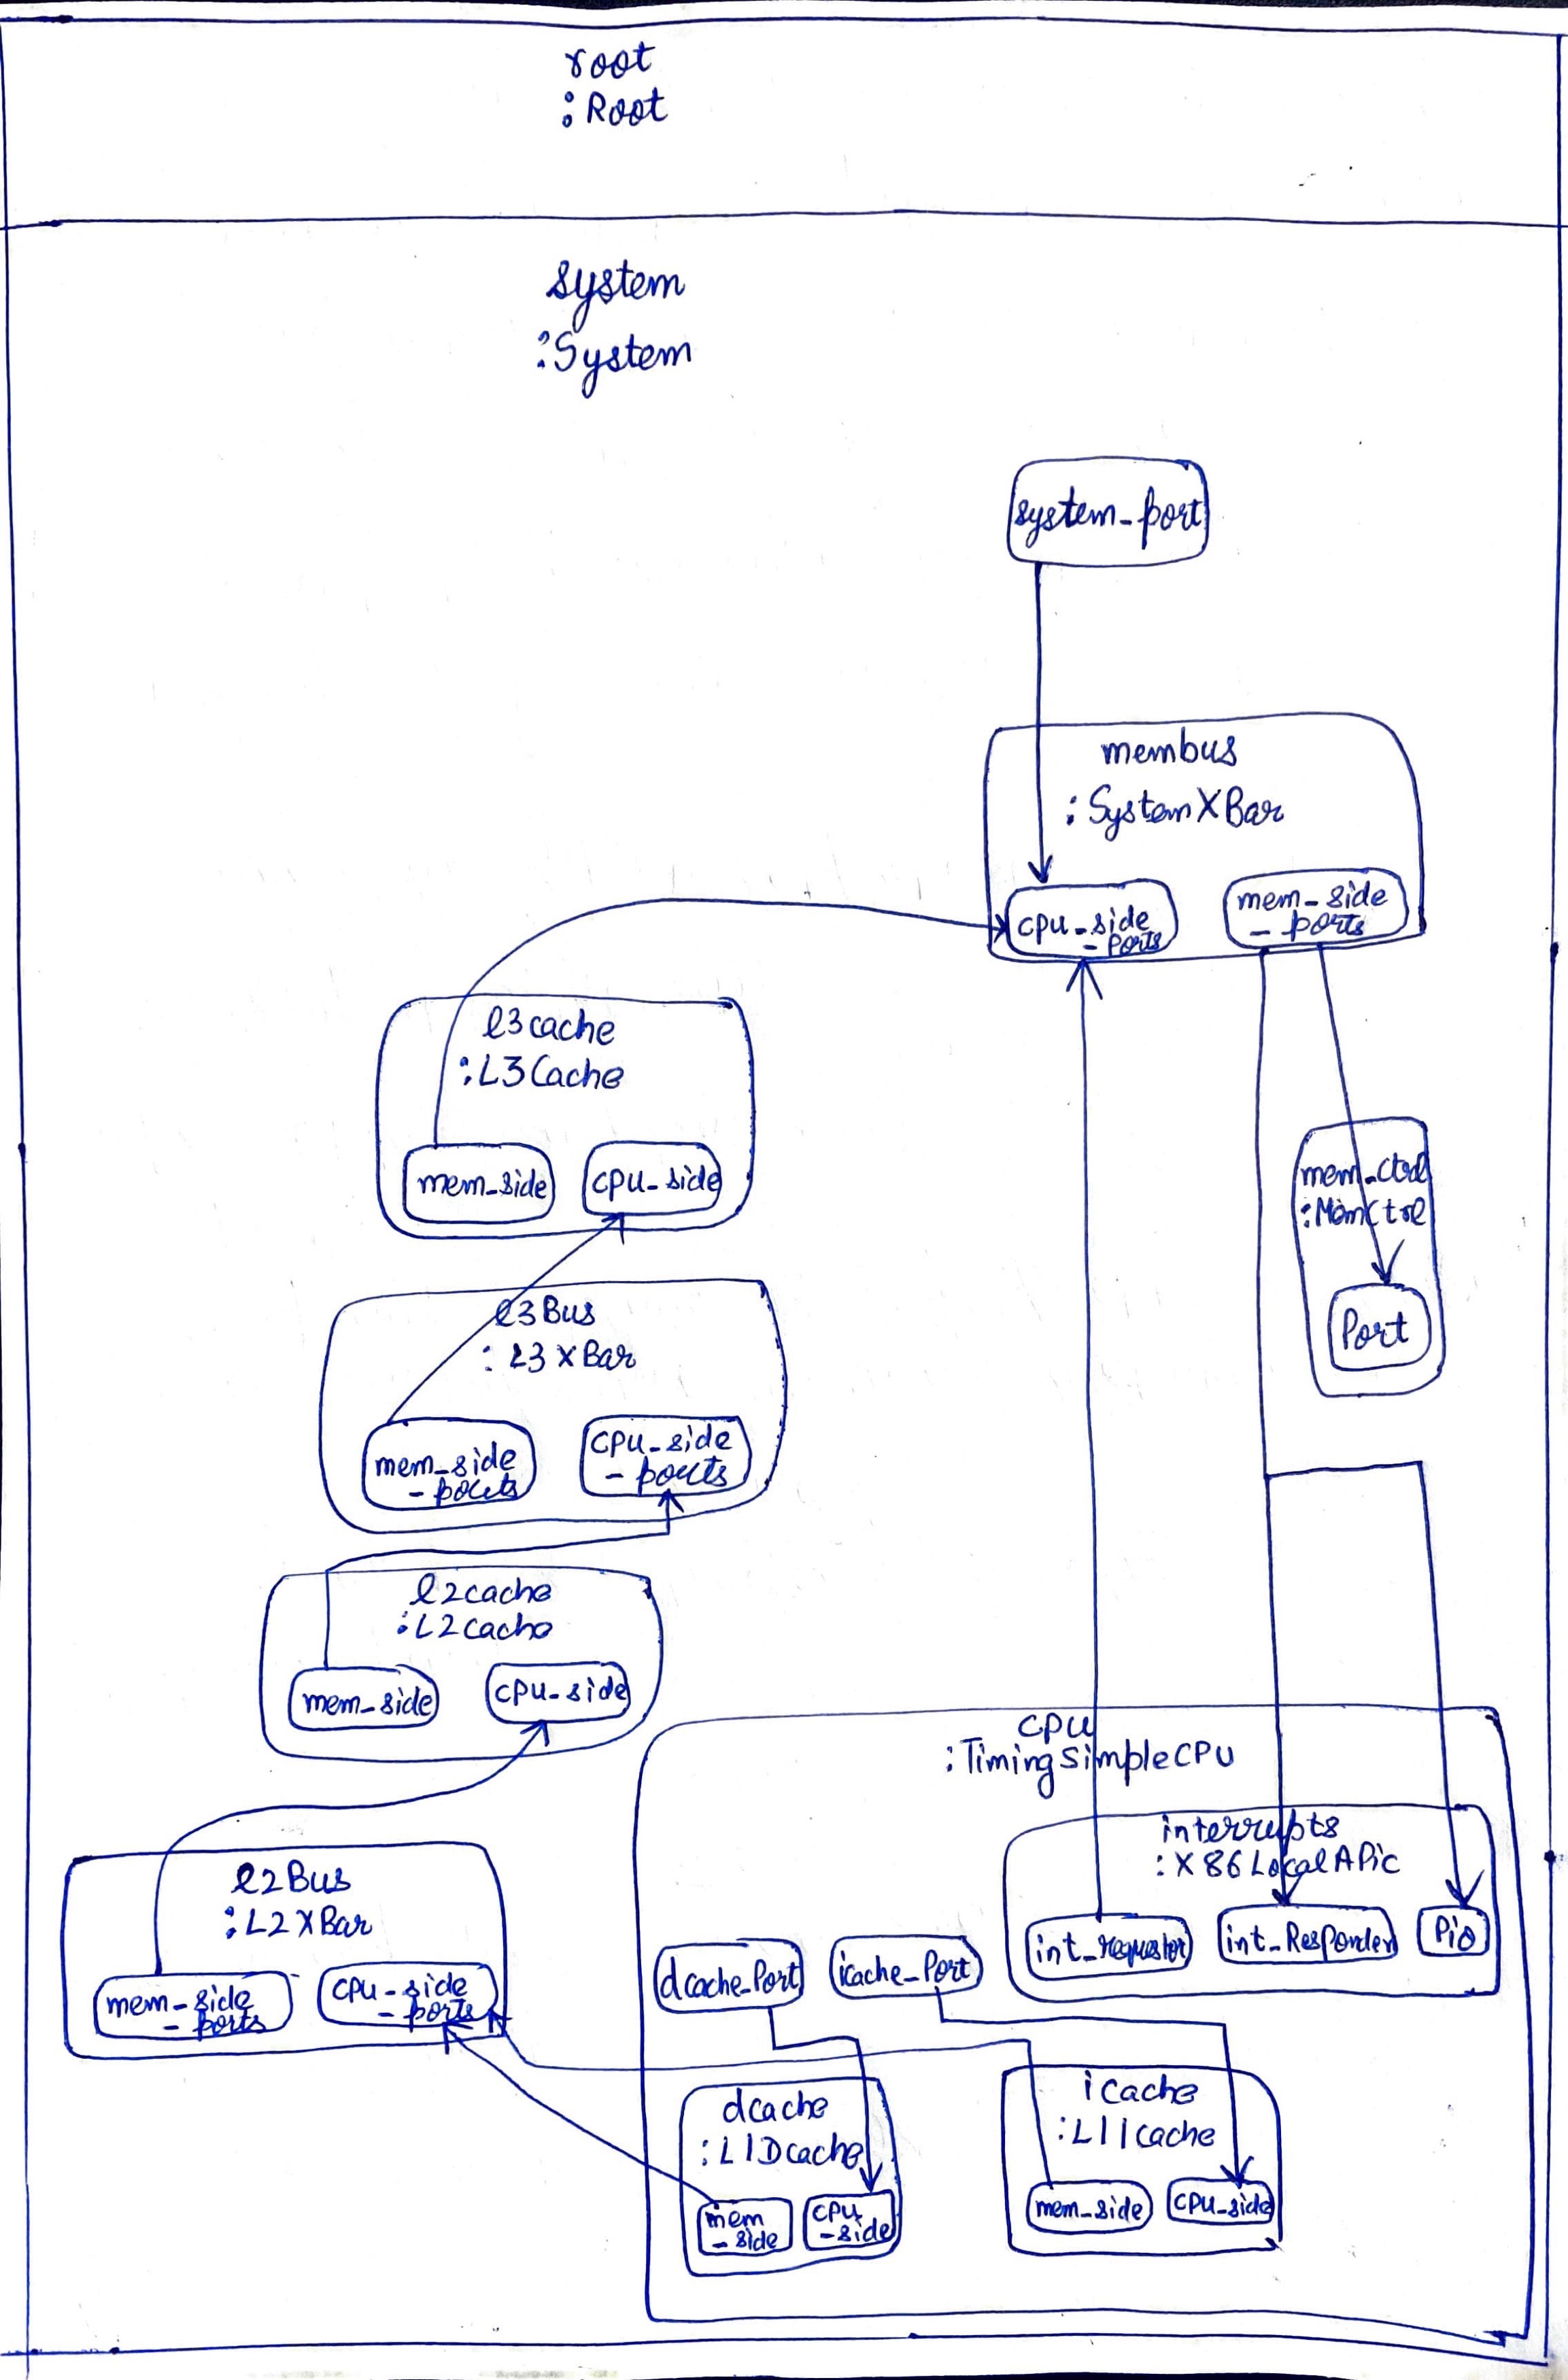 root
: Root
system
: System
system_port
membus
: SystemXBar
cpu_side
_ports
mem_side
_ports
l3cache
: L3Cache
mem_side
cpu_side
mem_ctrl
: MemCtrl
Port
l3Bus
: L3XBar
mem_side
_ports
cpu_side
_ports
l2cache
: L2cache
mem_side
cpu_side
cpu
: TimingSimpleCPU
interrupts
: X86LocalAPic
int_requestor
int_Responder
Pio
l2Bus
: L2XBar
mem_side
_ports
cpu_side
_ports
dcache_Port
icache_Port
dcache
: L1Dcache
mem
_side
cpu
_side
icache
: L1Icache
mem_side
cpu_side